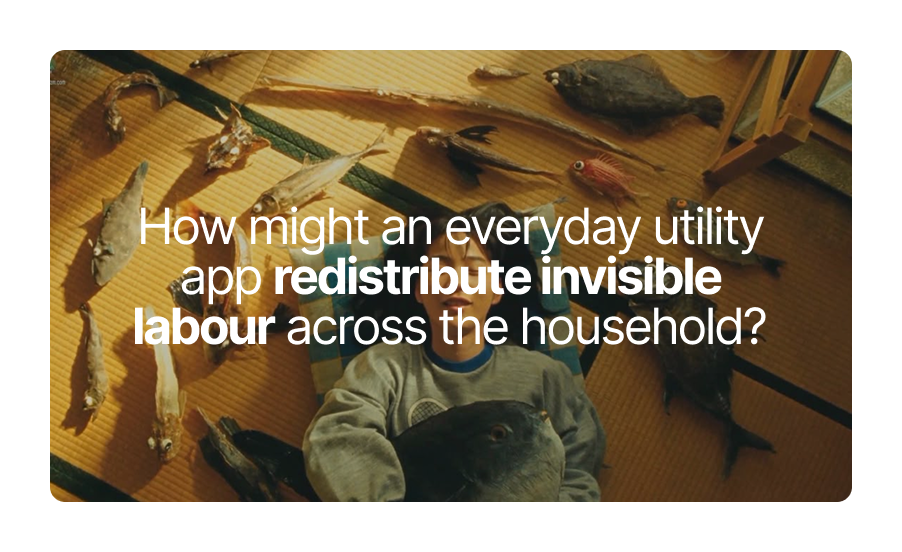 How might an everyday utility
app redistribute invisible
labour across the household?